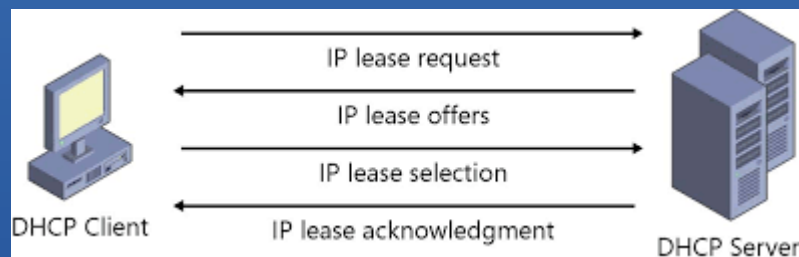 IP lease request
IP lease offers
IP lease selection
IP lease acknowledgment
DHCP Client
DHCP Server